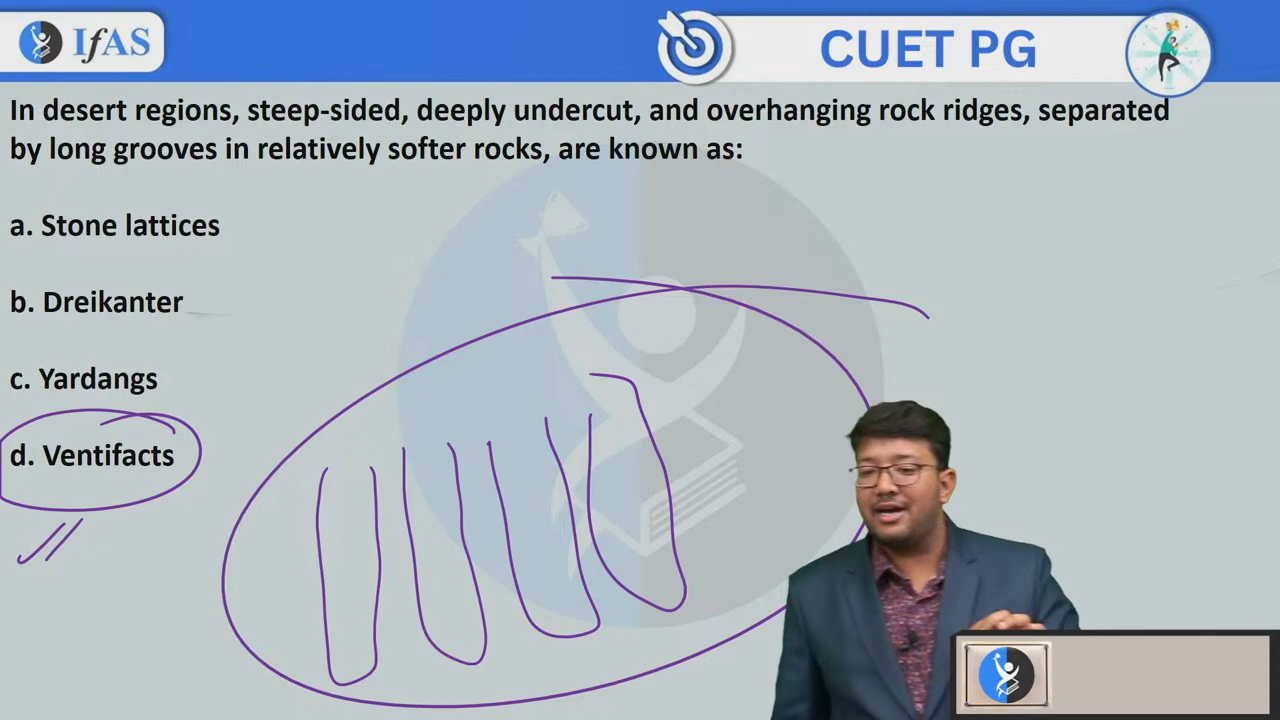 IfAS
CUET PG
In desert regions, steep-sided, deeply undercut, and overhanging rock ridges, separated
by long grooves in relatively softer rocks, are known as:
a. Stone lattices
b. Dreikanter
c. Yardangs
d. Ventifacts